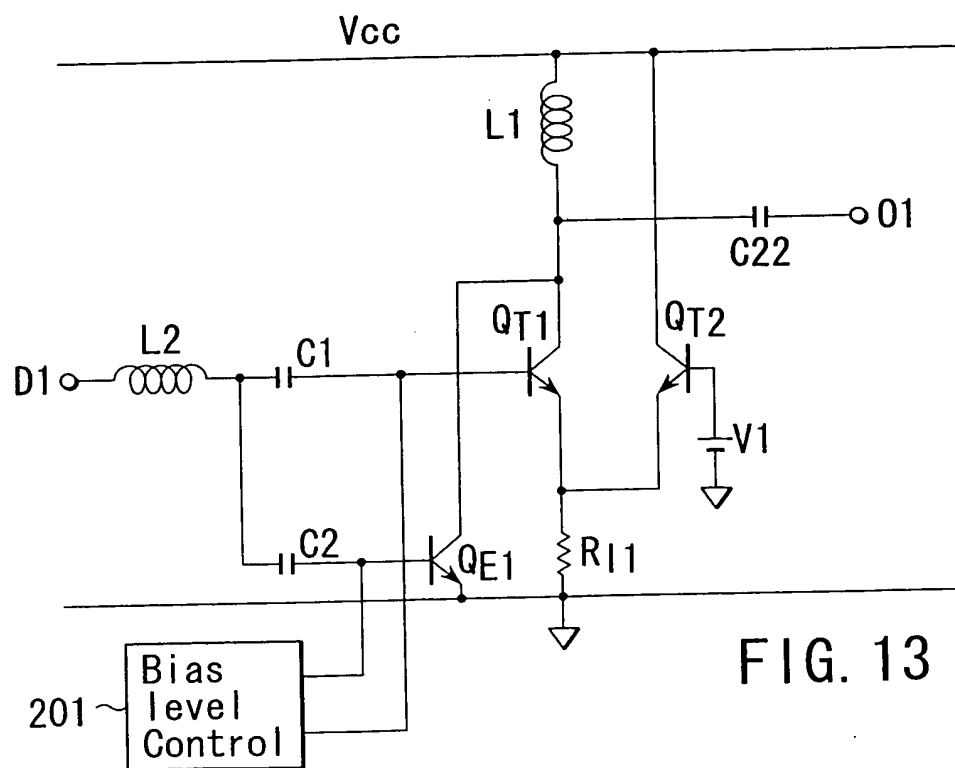 Vcc
L1
O1
C22
QT1
QT2
L2
C1
D1
V1
C2
QE1
RI1
FIG. 13
201
Bias
level
Control